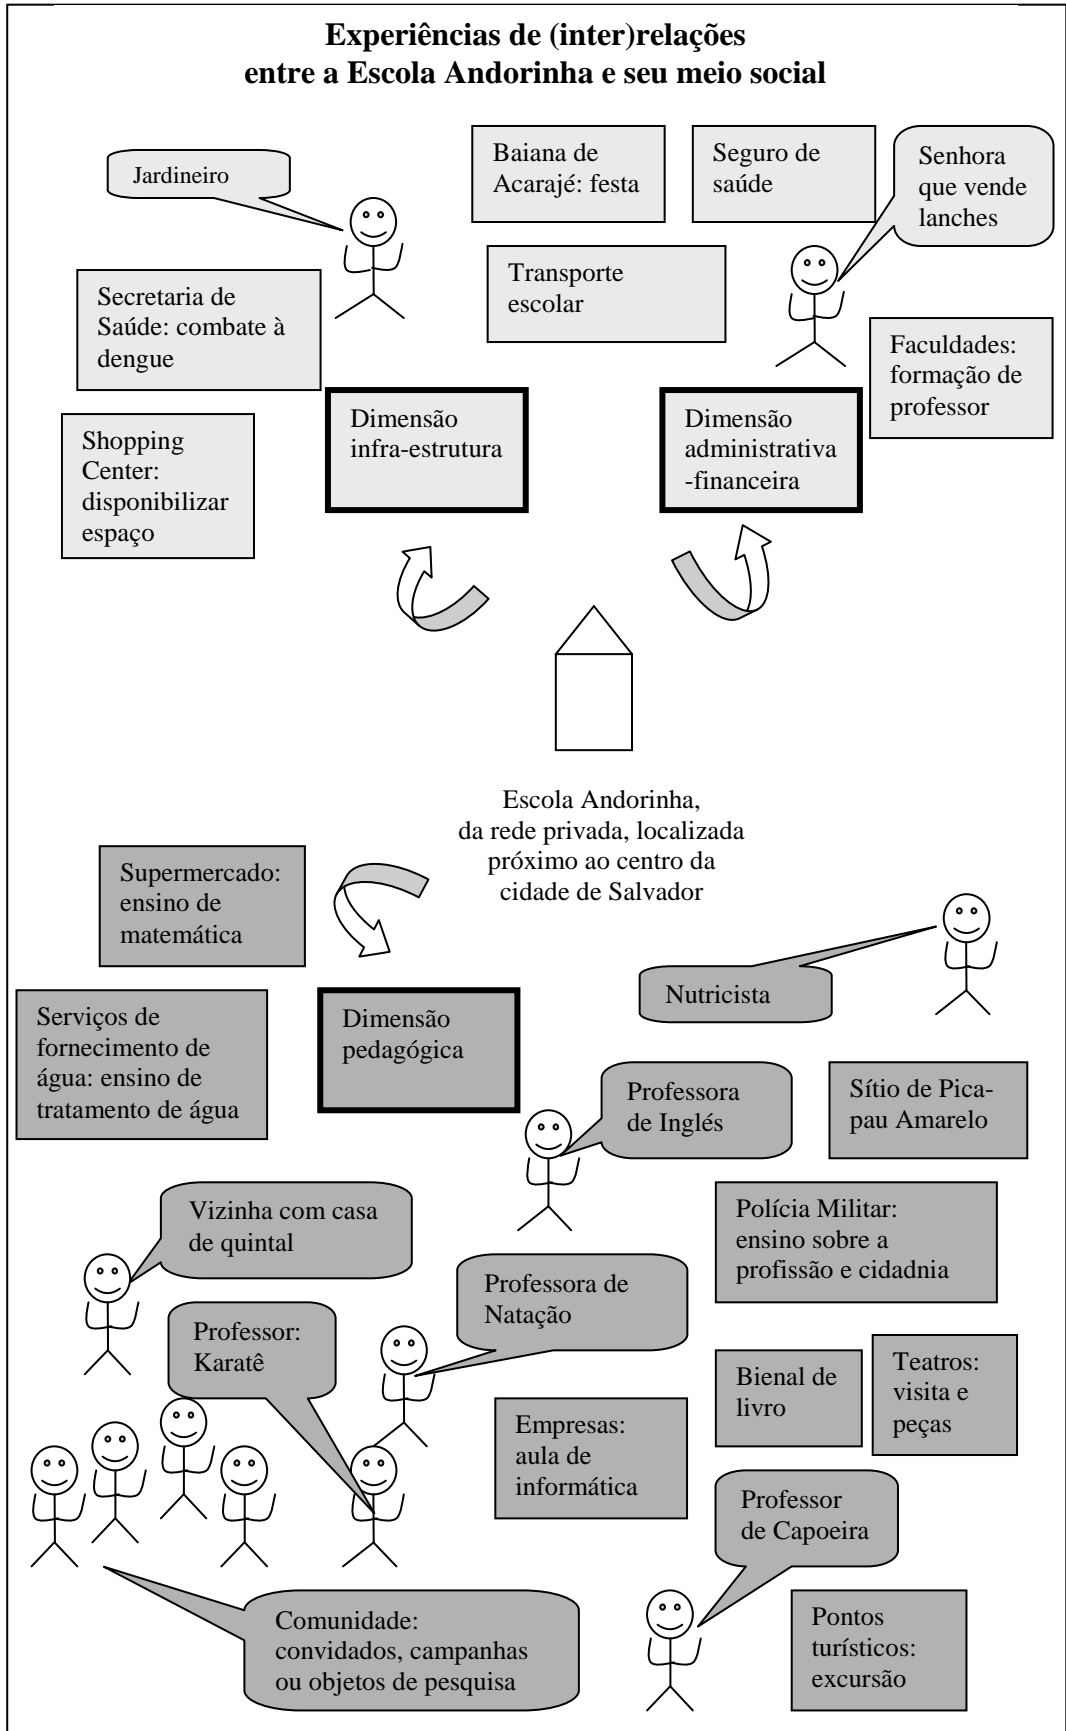 Experiências de (inter)relações
entre a Escola Andorinha e seu meio social
Jardineiro
Baiana de
Acarajé: festa
Seguro de
saúde
Senhora
que vende
lanches
Secretaria de
Saúde: combate à
dengue
Transporte
escolar
Faculdades:
formação de
professor
Shopping
Center:
disponibilizar
espaço
Dimensão
infra-estrutura
Dimensão
administrativa
-financeira
Escola Andorinha,
da rede privada, localizada
próximo ao centro da
cidade de Salvador
Supermercado:
ensino de
matemática
Nutricista
Serviços de
fornecimento de
água: ensino de
tratamento de água
Dimensão
pedagógica
Professora
de Inglés
Sítio de Pica-
pau Amarelo
Vizinha com casa
de quintal
Polícia Militar:
ensino sobre a
profissão e cidadnia
Professora de
Natação
Professor:
Karatê
Bienal de
livro
Teatros:
visita e
peças
Empresas:
aula de
informática
Professor
de Capoeira
Comunidade:
convidados, campanhas
ou objetos de pesquisa
Pontos
turísticos:
excursão